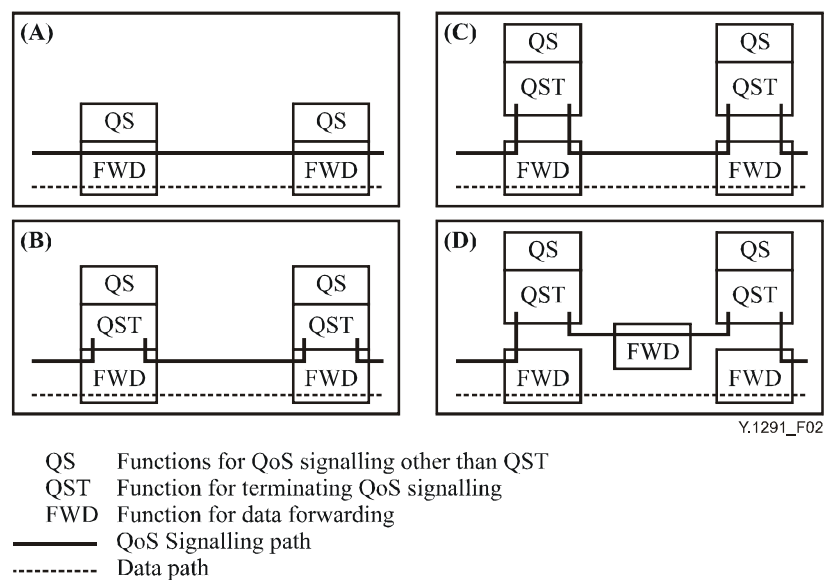 (A)
QS
QS
FWD
FWD
(B)
QS
QS
QST
QST
FWD
FWD
(C)
QS
QS
QST
QST
FWD
FWD
(D)
QS
QS
QST
QST
FWD
FWD
FWD
Y.1291_F02
QS Functions for QoS signalling other than QST
QST Function for terminating QoS signalling
FWD Function for data forwarding
QoS Signalling path
Data path